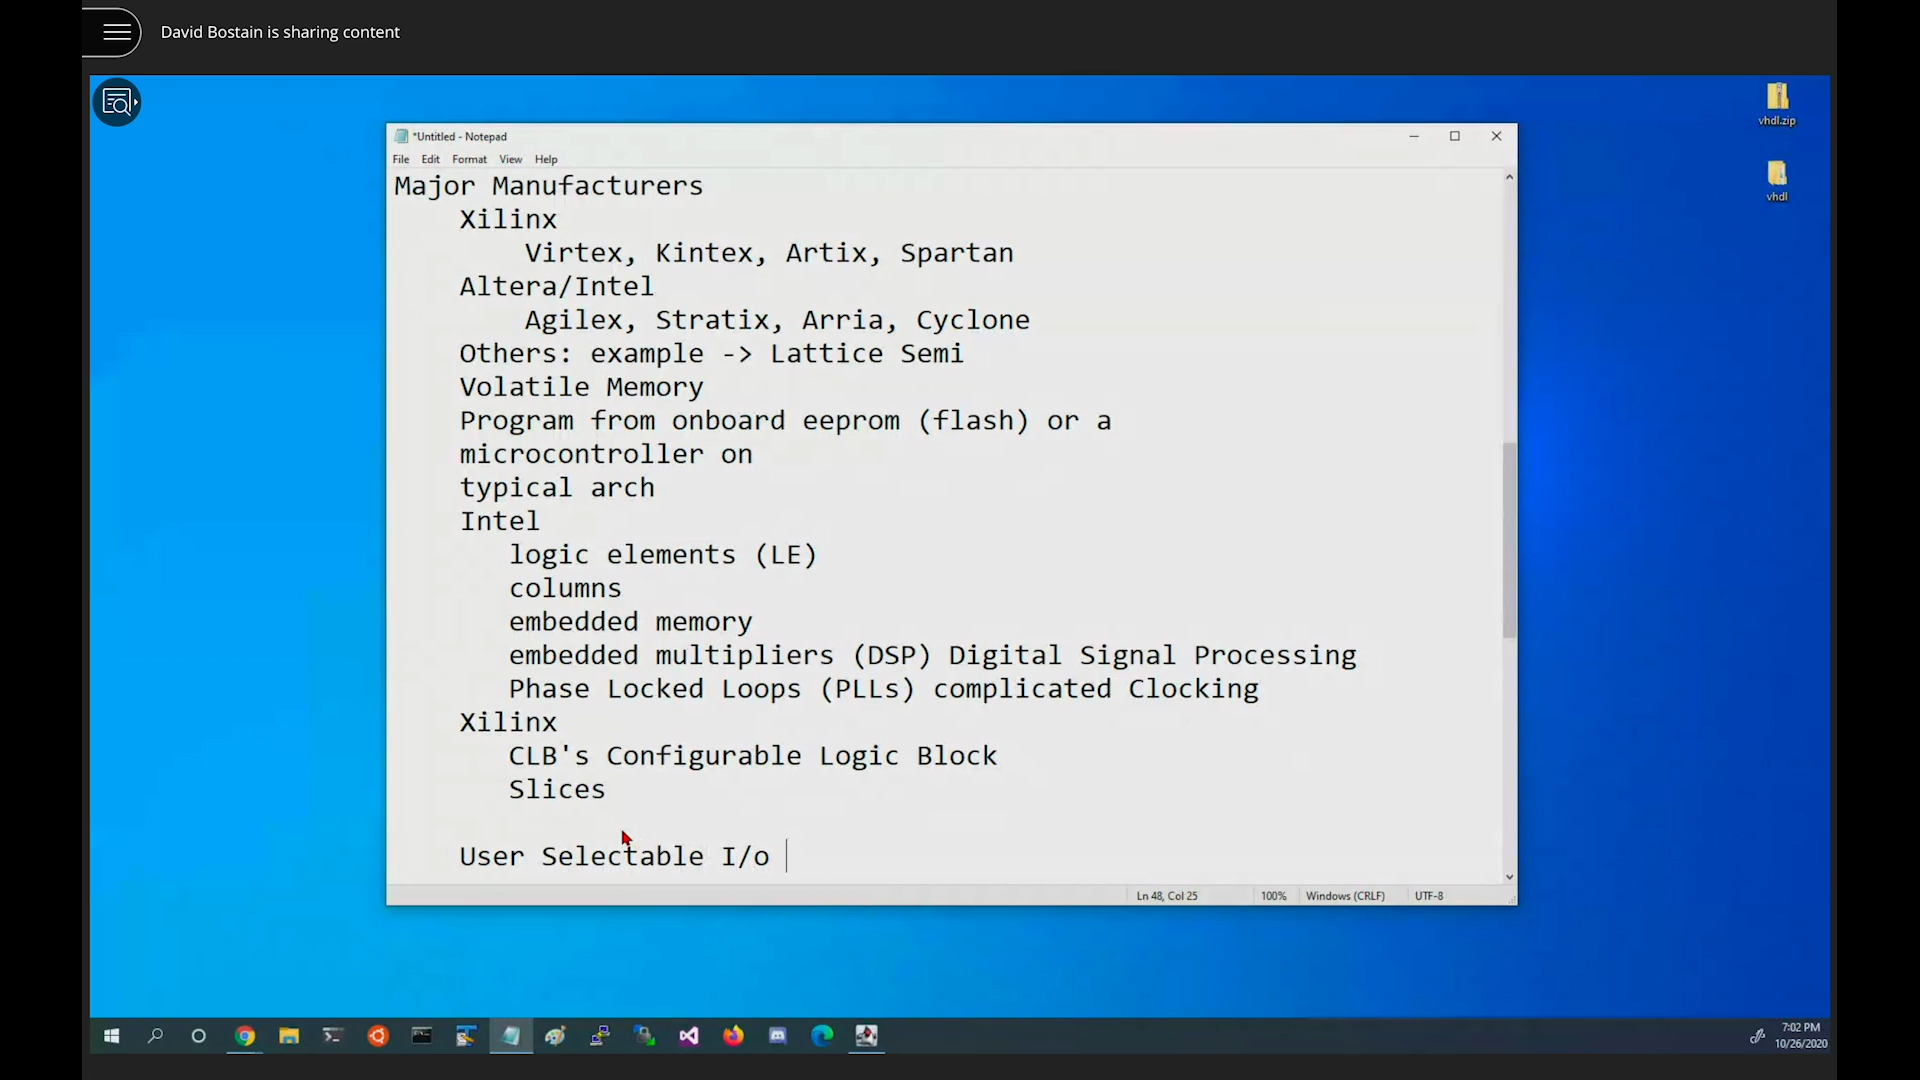 David Bostain is sharing content
vhdl.zip
vhdl
*Untitled - Notepad
File Edit Format View Help
Major Manufacturers
Xilinx
Virtex, Kintex, Artix, Spartan
Altera/Intel
Agilex, Stratix, Arria, Cyclone
Others: example -> Lattice Semi
Volatile Memory
Program from onboard eeprom (flash) or a
microcontroller on
typical arch
Intel
logic elements (LE)
columns
embedded memory
embedded multipliers (DSP) Digital Signal Processing
Phase Locked Loops (PLLs) complicated Clocking
Xilinx
CLB's Configurable Logic Block
Slices
User Selectable I/o
Ln 48, Col 25 100% Windows (CRLF) UTF-8
7:02 PM
10/26/2020